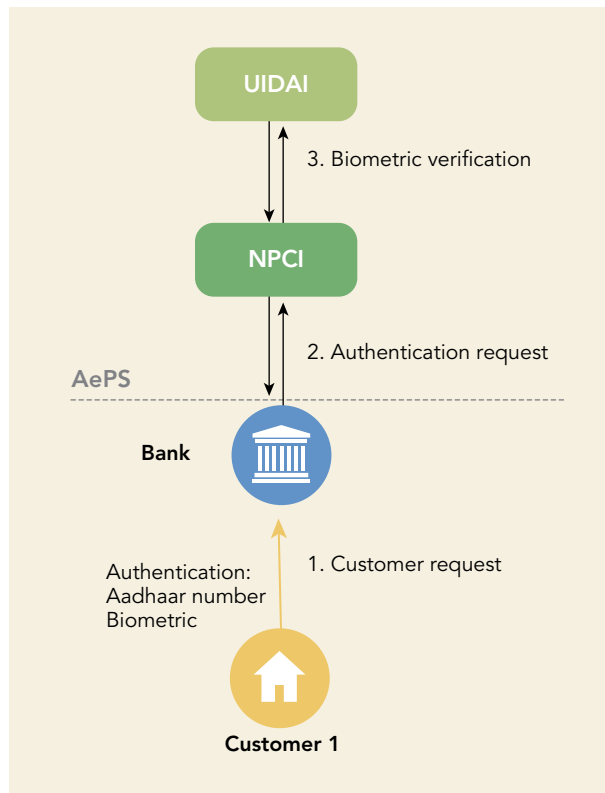 UIDAI
3. Biometric verification
NPCI
2. Authentication request
AePS
Bank
1. Customer request
Authentication:
Aadhaar number
Biometric
Customer 1